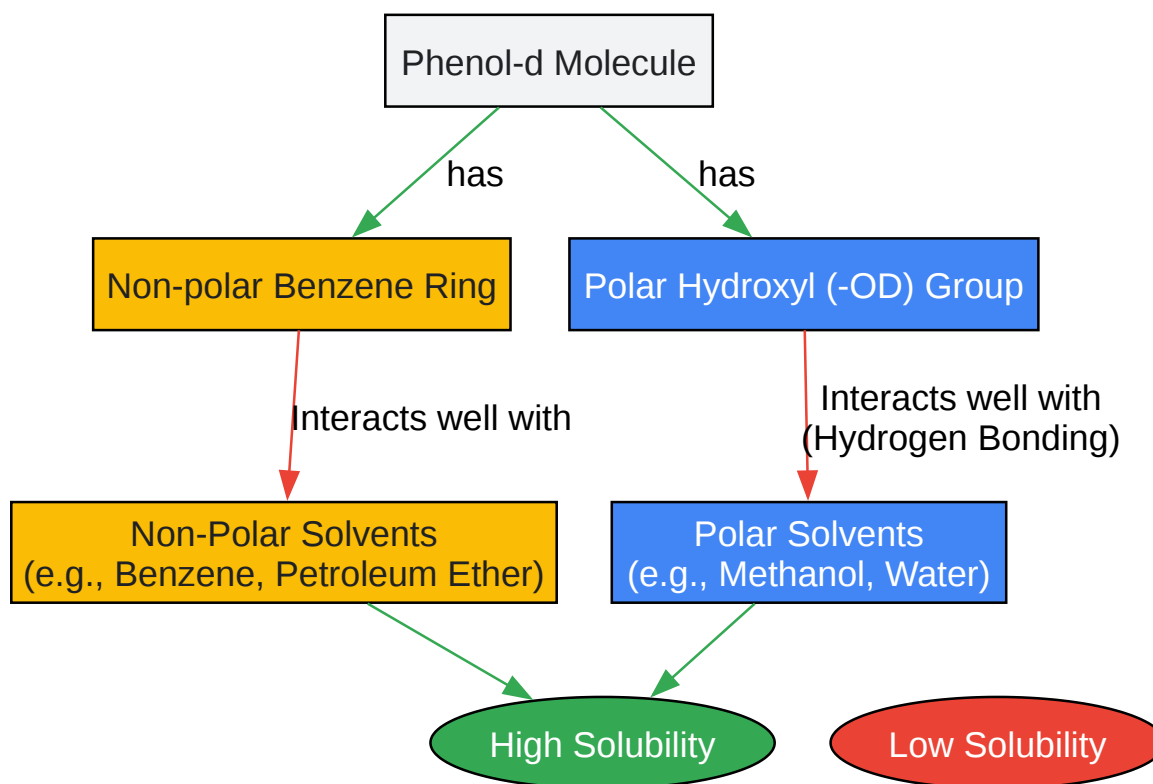 Phenol-d Molecule
has
has
Non-polar Benzene Ring
Polar Hydroxyl (-OD) Group
Interacts well with
Interacts well with
(Hydrogen Bonding)
Non-Polar Solvents
(e.g., Benzene, Petroleum Ether)
Polar Solvents
(e.g., Methanol, Water)
High Solubility
Low Solubility